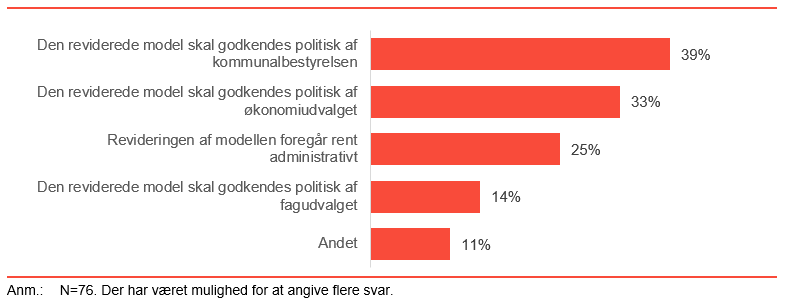 Den reviderede model skal godkendes politisk af
kommunalbestyrelsen
39%
Den reviderede model skal godkendes politisk af
økonomiudvalget
33%
Revideringen af modellen foregår rent
administrativt
25%
Den reviderede model skal godkendes politisk af
fagudvalget
14%
Andet
11%
Anm.: N=76. Der har været mulighed for at angive flere svar.